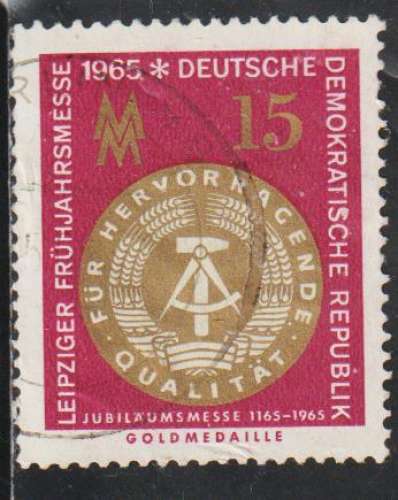 LEIPZIGER FRÜHJAHRSMESSE
1965 * DEUTSCHE
DEMOKRATISCHE REPUBLIK
MM
15
FÜR HERVORRAGENDE
· QUALITÄT ·
JUBILÄUMSMESSE 1165–1965
GOLDMEDAILLE